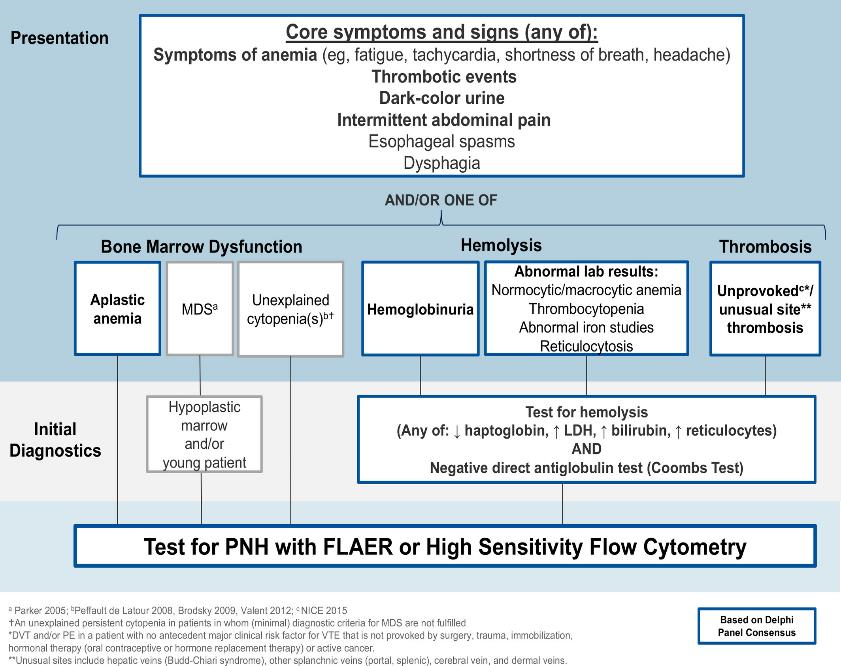 Presentation
Core symptoms and signs (any of):
Symptoms of anemia (eg, fatigue, tachycardia, shortness of breath, headache)
Thrombotic events
Dark-color urine
Intermittent abdominal pain
Esophageal spasms
Dysphagia
AND/OR ONE OF
Bone Marrow Dysfunction
Hemolysis
Thrombosis
Aplastic
anemia
MDSᵃ
Unexplained
cytopenia(s)ᵇ†
Hemoglobinuria
Abnormal lab results:
Normocytic/macrocytic anemia
Thrombocytopenia
Abnormal iron studies
Reticulocytosis
Unprovokedᶜ*/
unusual site**
thrombosis
Initial
Diagnostics
Hypoplastic
marrow
and/or
young patient
Test for hemolysis
(Any of: ↓ haptoglobin, ↑ LDH, ↑ bilirubin, ↑ reticulocytes)
AND
Negative direct antiglobulin test (Coombs Test)
Test for PNH with FLAER or High Sensitivity Flow Cytometry
ᵃ Parker 2005; ᵇPeffault de Latour 2008, Brodsky 2009, Valent 2012; ᶜ NICE 2015
†An unexplained persistent cytopenia in patients in whom (minimal) diagnostic criteria for MDS are not fulfilled
*DVT and/or PE in a patient with no antecedent major clinical risk factor for VTE that is not provoked by surgery, trauma, immobilization,
hormonal therapy (oral contraceptive or hormone replacement therapy) or active cancer.
**Unusual sites include hepatic veins (Budd-Chiari syndrome), other splanchnic veins (portal, splenic), cerebral vein, and dermal veins.
Based on Delphi
Panel Consensus